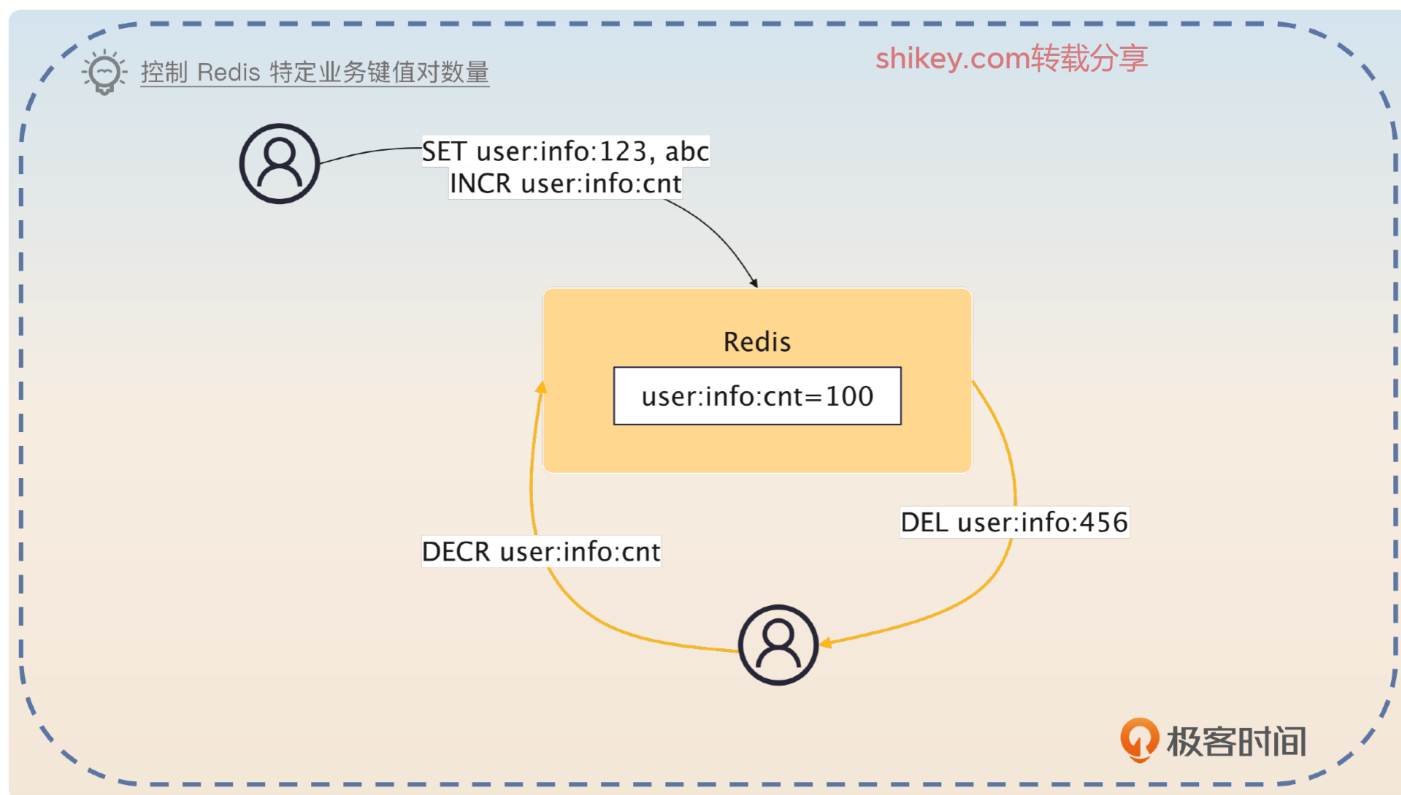 控制 Redis 特定业务键值对数量
shikey.com转载分享
SET user:info:123, abc
INCR user:info:cnt
Redis
user:info:cnt=100
DEL user:info:456
DECR user:info:cnt
极客时间